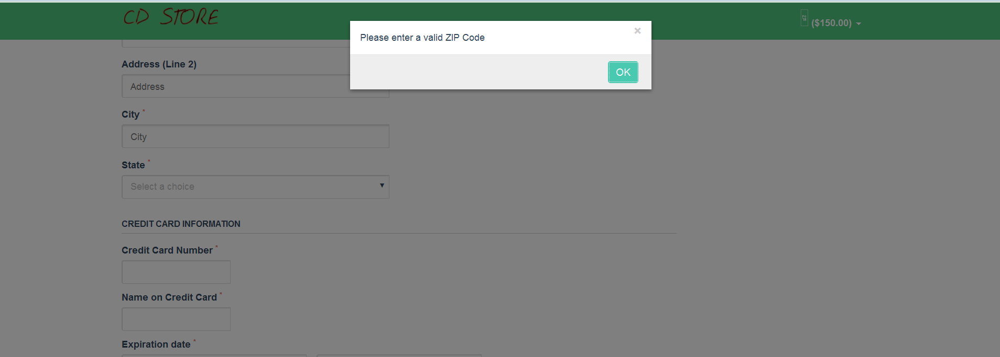 CD STORE
($150.00)
Please enter a valid ZIP Code
×
OK
Address (Line 2)
Address
City *
City
State *
Select a choice
CREDIT CARD INFORMATION
Credit Card Number *
Name on Credit Card *
Expiration date *